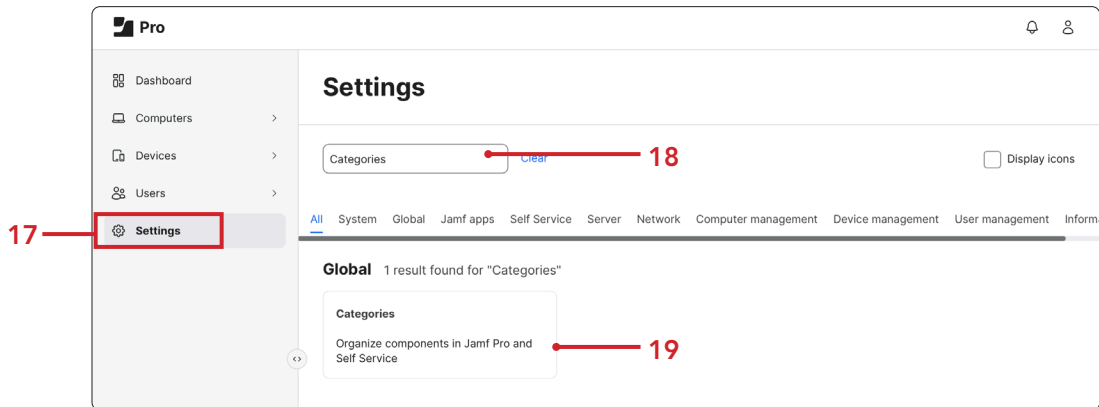 Pro
Dashboard
Computers
Devices
Users
17
Settings
Settings
Categories
Clear
18
Display icons
All System Global Jamf apps Self Service Server Network Computer management Device management User management Informa
Global 1 result found for "Categories"
Categories
Organize components in Jamf Pro and
Self Service
19